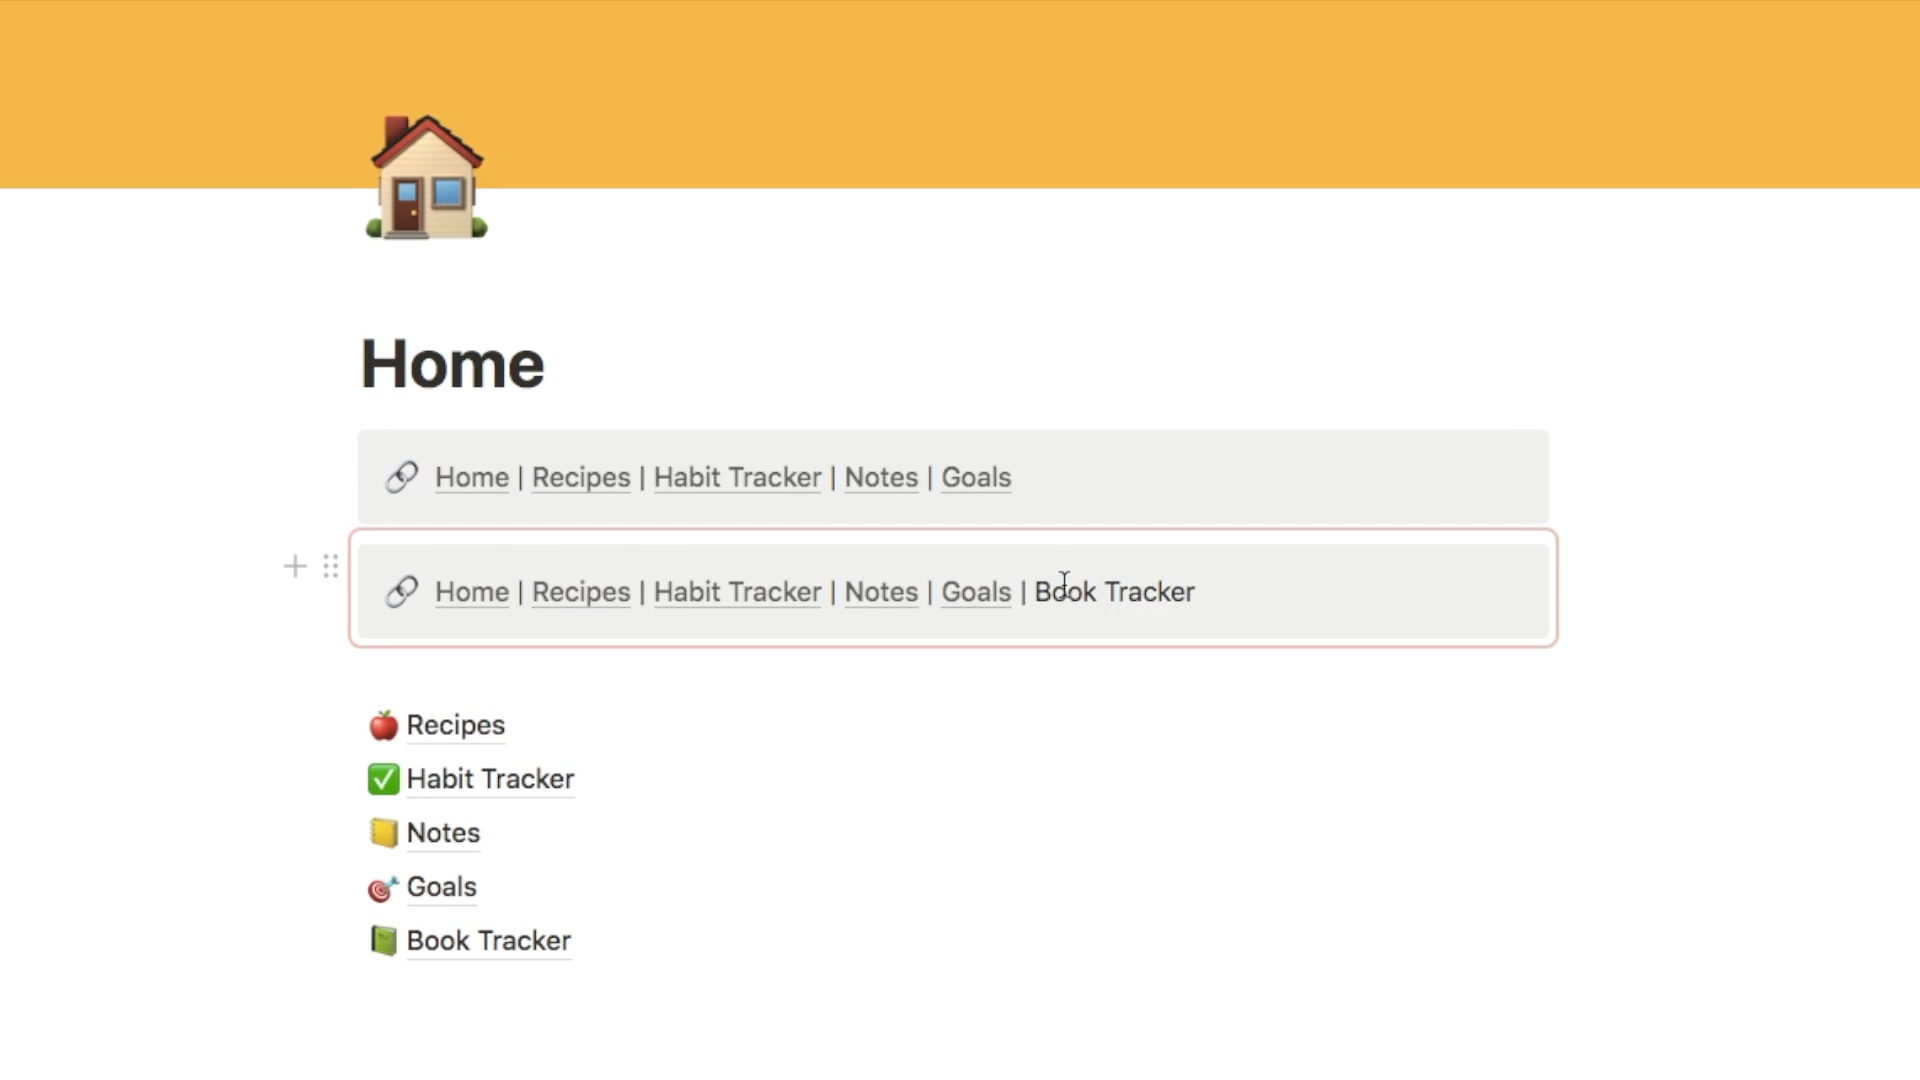 Home
Home | Recipes | Habit Tracker | Notes | Goals
Home | Recipes | Habit Tracker | Notes | Goals | Book Tracker
Recipes
Habit Tracker
Notes
Goals
Book Tracker